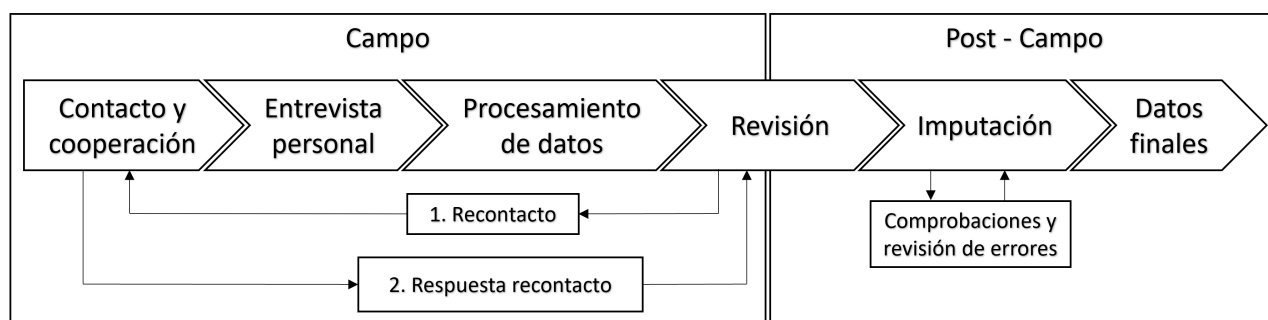 Campo
Post - Campo
Contacto y
cooperación
Entrevista
personal
Procesamiento
de datos
Revisión
Imputación
Datos
finales
1. Recontacto
2. Respuesta recontacto
Comprobaciones y
revisión de errores